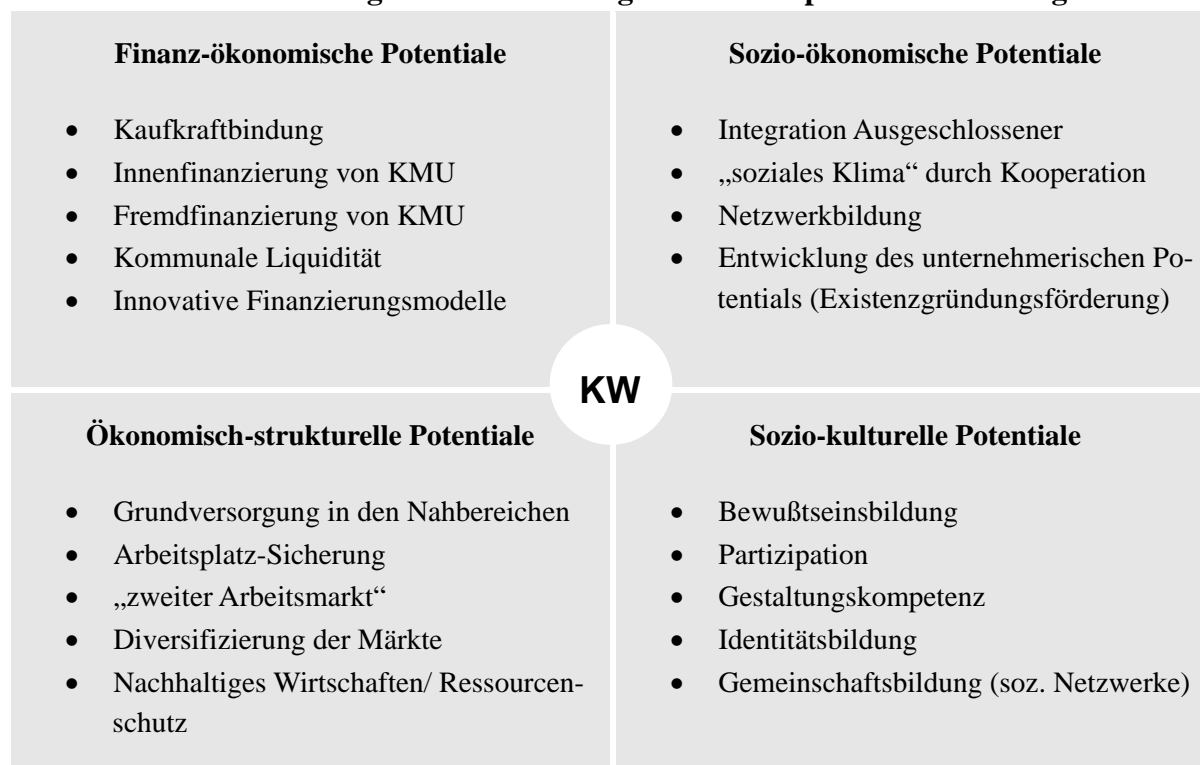 Finanz-ökonomische Potentiale
• Kaufkraftbindung
• Innenfinanzierung von KMU
• Fremdfinanzierung von KMU
• Kommunale Liquidität
• Innovative Finanzierungsmodelle
Sozio-ökonomische Potentiale
• Integration Ausgeschlossener
• „soziales Klima“ durch Kooperation
• Netzwerkbildung
• Entwicklung des unternehmerischen Po-
tentials (Existenzgründungsförderung)
KW
Ökonomisch-strukturelle Potentiale
• Grundversorgung in den Nahbereichen
• Arbeitsplatz-Sicherung
• „zweiter Arbeitsmarkt“
• Diversifizierung der Märkte
• Nachhaltiges Wirtschaften/ Ressourcen-
schutz
Sozio-kulturelle Potentiale
• Bewußtseinsbildung
• Partizipation
• Gestaltungskompetenz
• Identitätsbildung
• Gemeinschaftsbildung (soz. Netzwerke)